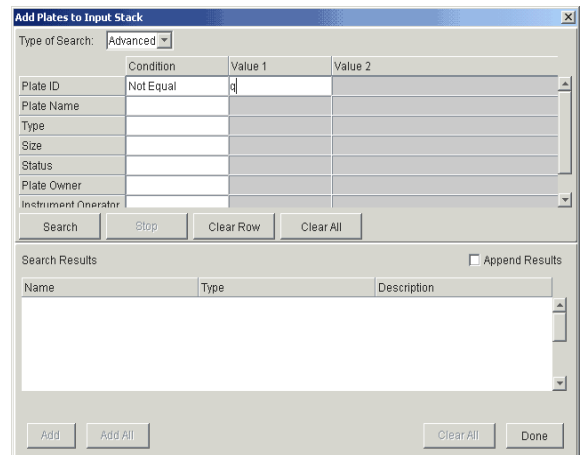 Add Plates to Input Stack
Type of Search: Advanced
Condition Value 1 Value 2
Plate ID Not Equal q
Plate Name
Type
Size
Status
Plate Owner
Instrument Operator
Search Stop Clear Row Clear All
Search Results Append Results
Name Type Description
Add Add All Clear All Done